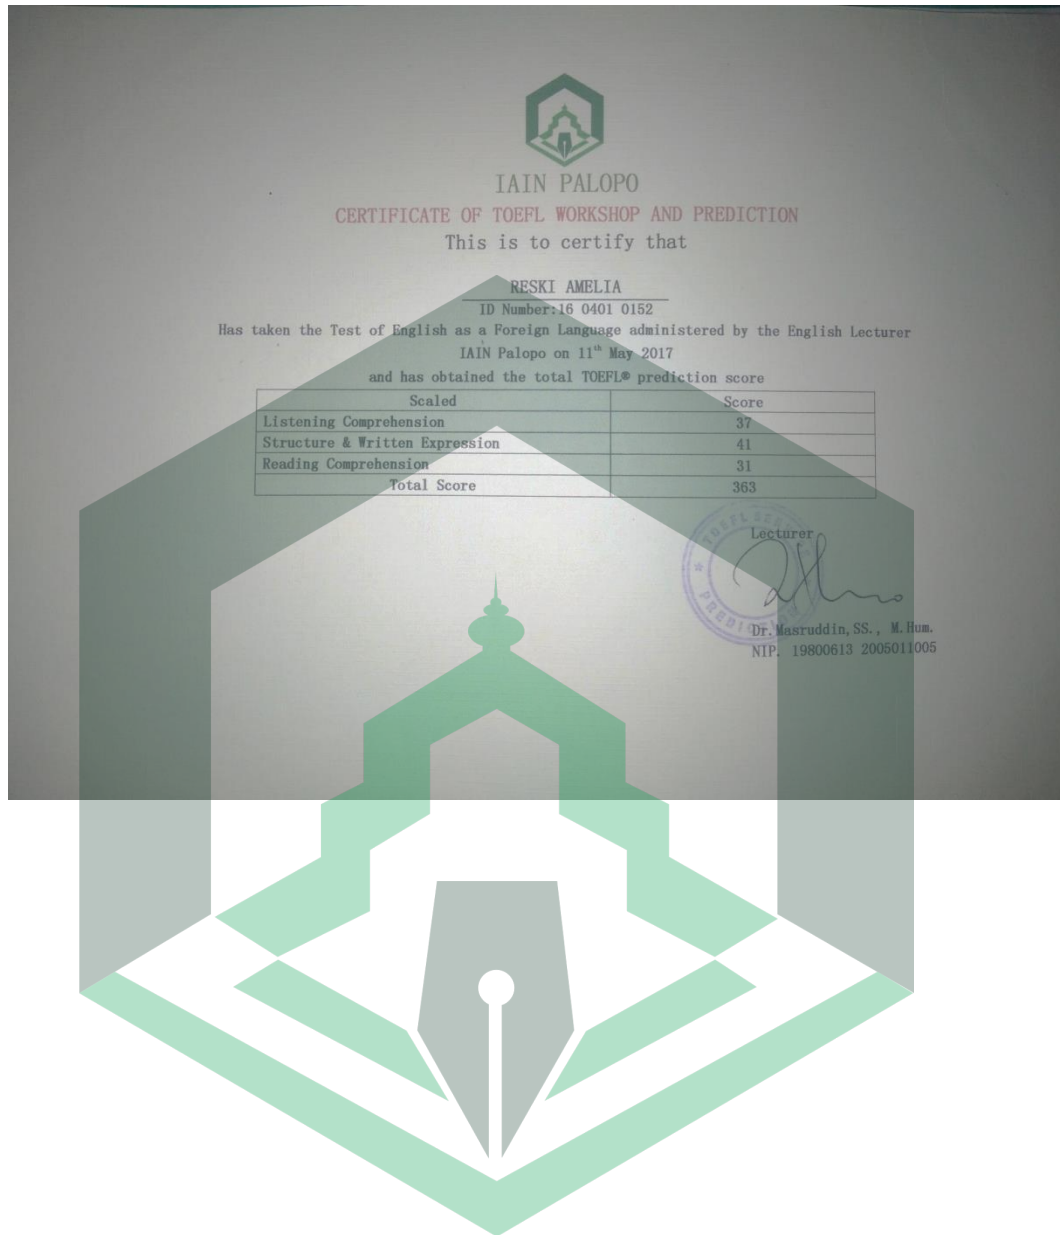 IAIN PALOPO
CERTIFICATE OF TOEFL WORKSHOP AND PREDICTION
This is to certify that
RESKI AMELIA
ID Number:16 0401 0152
Has taken the Test of English as a Foreign Language administered by the English Lecturer
IAIN Palopo on 11th May 2017
and has obtained the total TOEFL® prediction score
Scaled Score
Listening Comprehension 37
Structure & Written Expression 41
Reading Comprehension 31
Total Score 363
TOEFL SERVICE
Lecturer
PREDICTION
Dr. Masruddin, SS., M.Hum.
NIP. 19800613 2005011005